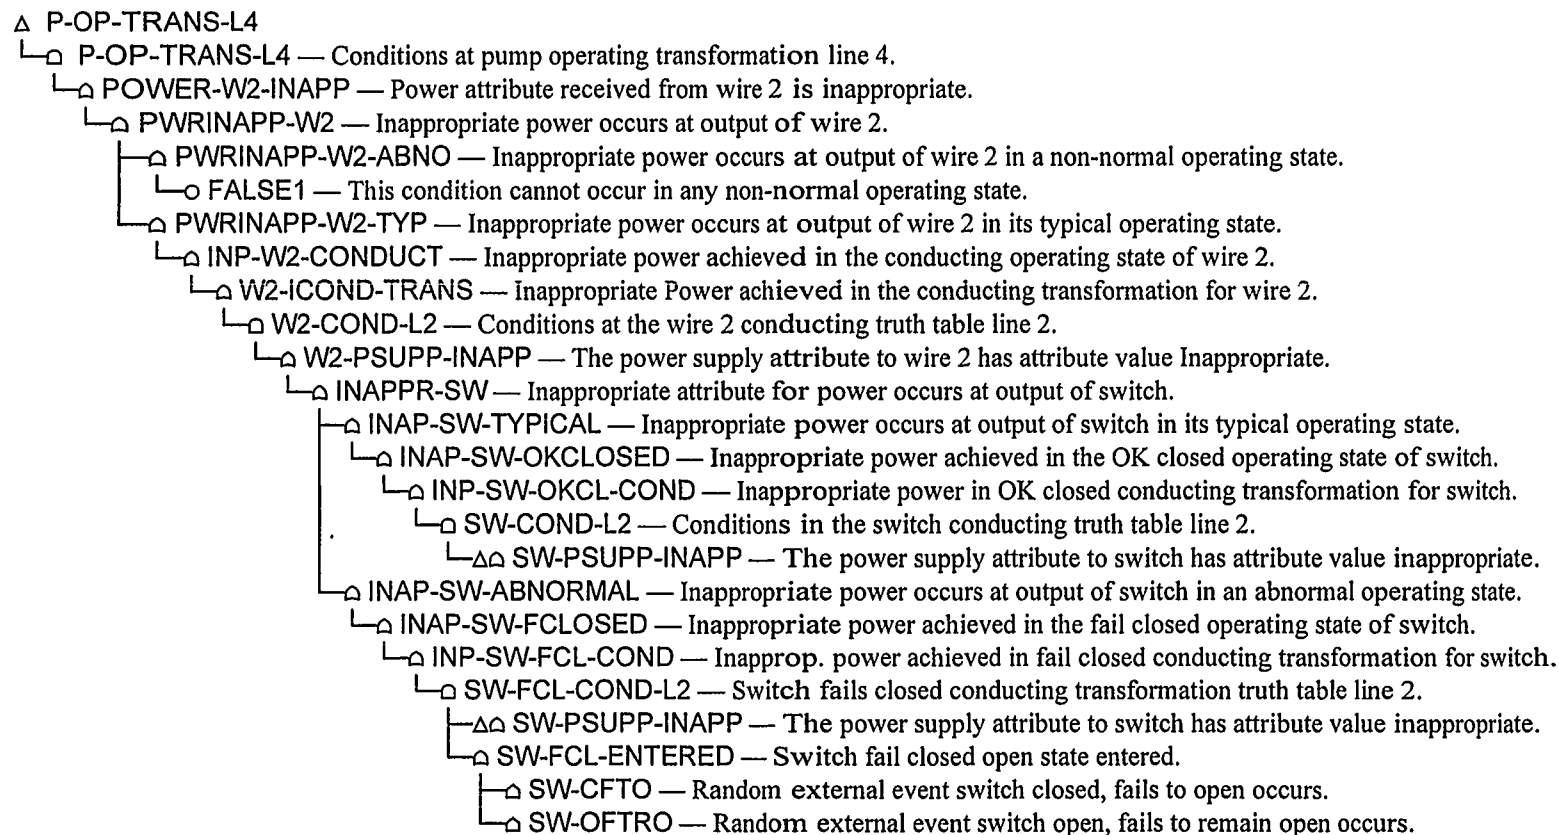 P-OP-TRANS-L4
P-OP-TRANS-L4 — Conditions at pump operating transformation line 4.
POWER-W2-INAPP — Power attribute received from wire 2 is inappropriate.
PWRINAPP-W2 — Inappropriate power occurs at output of wire 2.
PWRINAPP-W2-ABNO — Inappropriate power occurs at output of wire 2 in a non-normal operating state.
FALSE1 — This condition cannot occur in any non-normal operating state.
PWRINAPP-W2-TYP — Inappropriate power occurs at output of wire 2 in its typical operating state.
INP-W2-CONDUCT — Inappropriate power achieved in the conducting operating state of wire 2.
W2-ICOND-TRANS — Inappropriate Power achieved in the conducting transformation for wire 2.
W2-COND-L2 — Conditions at the wire 2 conducting truth table line 2.
W2-PSUPP-INAPP — The power supply attribute to wire 2 has attribute value Inappropriate.
INAPPR-SW — Inappropriate attribute for power occurs at output of switch.
INAP-SW-TYPICAL — Inappropriate power occurs at output of switch in its typical operating state.
INAP-SW-OKCLOSED — Inappropriate power achieved in the OK closed operating state of switch.
INP-SW-OKCL-COND — Inappropriate power in OK closed conducting transformation for switch.
SW-COND-L2 — Conditions in the switch conducting truth table line 2.
SW-PSUPP-INAPP — The power supply attribute to switch has attribute value inappropriate.
INAP-SW-ABNORMAL — Inappropriate power occurs at output of switch in an abnormal operating state.
INAP-SW-FCLOSED — Inappropriate power achieved in the fail closed operating state of switch.
INP-SW-FCL-COND — Inapprop. power achieved in fail closed conducting transformation for switch.
SW-FCL-COND-L2 — Switch fails closed conducting transformation truth table line 2.
SW-PSUPP-INAPP — The power supply attribute to switch has attribute value inappropriate.
SW-FCL-ENTERED — Switch fail closed open state entered.
SW-CFTO — Random external event switch closed, fails to open occurs.
SW-OFTRO — Random external event switch open, fails to remain open occurs.